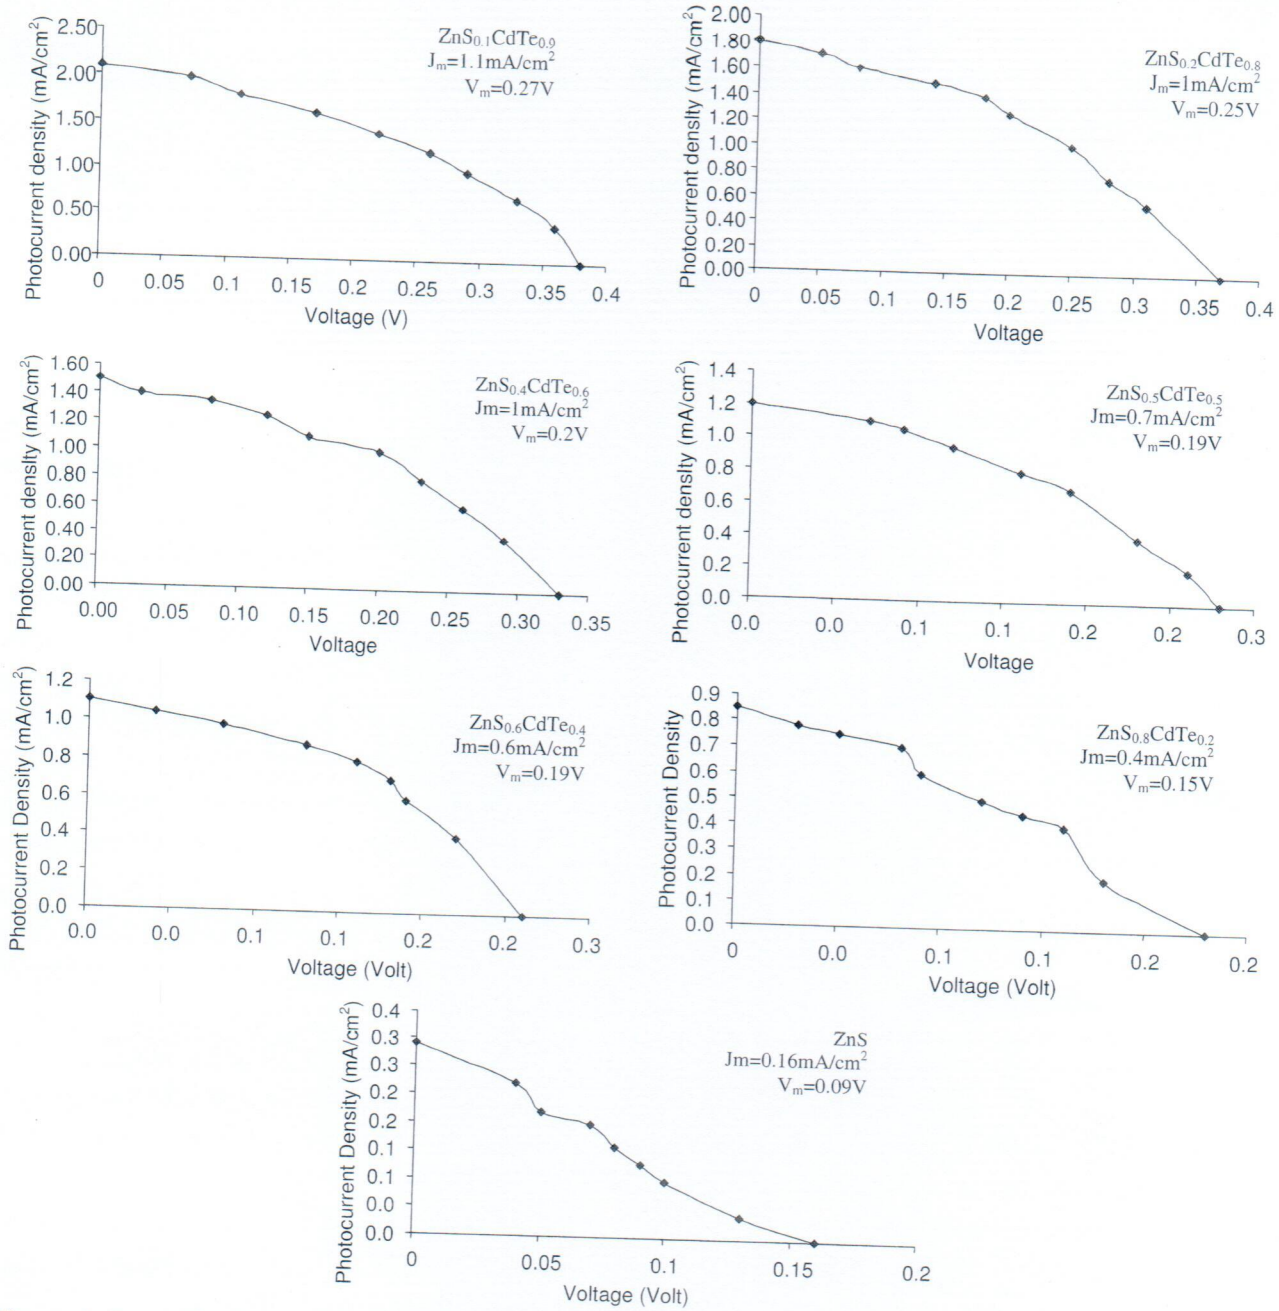 Photocurrent density (mA/cm²)
2.50
2.00
1.50
1.00
0.50
0.00
ZnS₀.₁CdTe₀.₉
Jₘ=1.1mA/cm²
Vₘ=0.27V
0 0.05 0.1 0.15 0.2 0.25 0.3 0.35 0.4
Voltage (V)
Photocurrent density (mA/cm²)
2.00
1.80
1.60
1.40
1.20
1.00
0.80
0.60
0.40
0.20
0.00
ZnS₀.₂CdTe₀.₈
Jₘ=1mA/cm²
Vₘ=0.25V
0 0.05 0.1 0.15 0.2 0.25 0.3 0.35 0.4
Voltage
Photocurrent densIty (mA/cm²)
1.60
1.40
1.20
1.00
0.80
0.60
0.40
0.20
0.00
ZnS₀.₄CdTe₀.₆
Jm=1mA/cm²
Vₘ=0.2V
0.00 0.05 0.10 0.15 0.20 0.25 0.30 0.35
Voltage
Photocurrent densIty (mA/cm²)
1.4
1.2
1.0
0.8
0.6
0.4
0.2
0.0
ZnS₀.₅CdTe₀.₅
Jm=0.7mA/cm²
Vₘ=0.19V
0.0 0.0 0.1 0.1 0.2 0.2 0.3
Voltage
Photocurrent Density (mA/cm²)
1.2
1.0
0.8
0.6
0.4
0.2
0.0
ZnS₀.₆CdTe₀.₄
Jm=0.6mA/cm²
Vₘ=0.19V
0.0 0.0 0.1 0.1 0.2 0.2 0.3
Voltage (Volt)
Photocurrent Density
0.9
0.8
0.7
0.6
0.5
0.4
0.3
0.2
0.1
0.0
ZnS₀.₈CdTe₀.₂
Jm=0.4mA/cm²
Vₘ=0.15V
0 0.0 0.1 0.1 0.2 0.2
Voltage (Volt)
Photocurrent Density (mA/cm²)
0.4
0.3
0.3
0.2
0.2
0.1
0.1
0.0
0.0
ZnS
Jm=0.16mA/cm²
Vₘ=0.09V
0 0.05 0.1 0.15 0.2
Voltage (Volt)